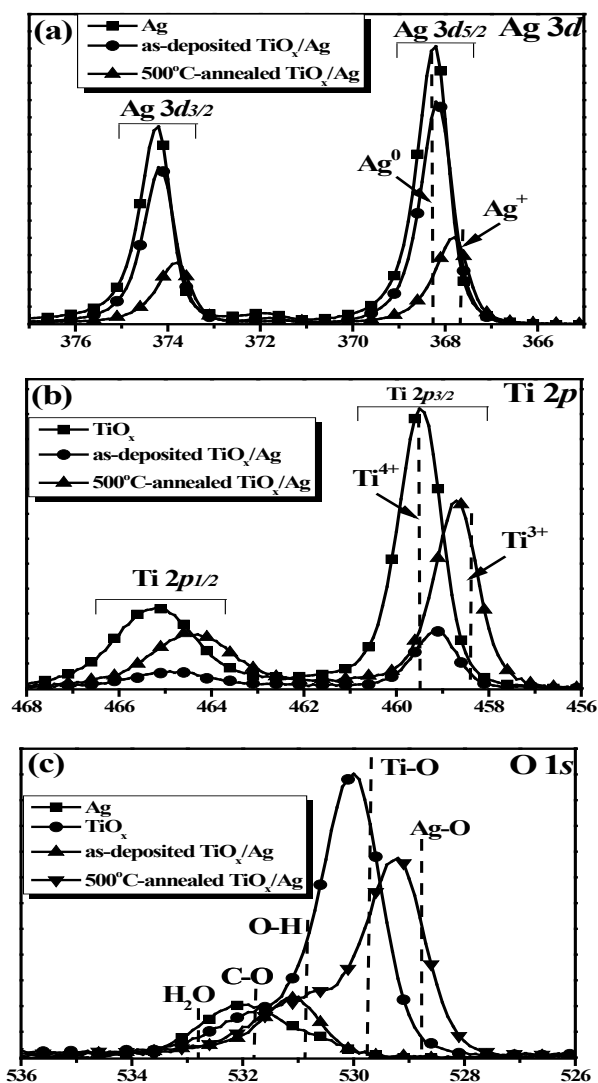 (a)
Ag 3d
Ag
as-deposited TiOₓ/Ag
500ºC-annealed TiOₓ/Ag
Ag 3d5/2
Ag 3d3/2
Ag⁰
Ag⁺
376 374 372 370 368 366
(b)
Ti 2p
TiOₓ
as-deposited TiOₓ/Ag
500ºC-annealed TiOₓ/Ag
Ti 2p3/2
Ti⁴⁺
Ti³⁺
Ti 2p1/2
468 466 464 462 460 458 456
(c)
O 1s
Ag
TiOₓ
as-deposited TiOₓ/Ag
500ºC-annealed TiOₓ/Ag
Ti-O
Ag-O
O-H
C-O
H₂O
536 534 532 530 528 526